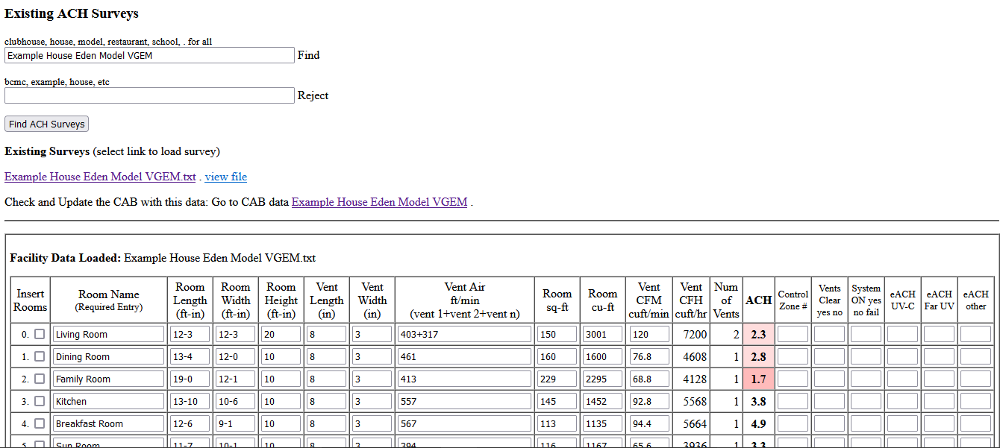 Existing ACH Surveys
clubhouse, house, model, restaurant, school, . for all
Example House Eden Model VGEM Find
bcmc, example, house, etc
Reject
Find ACH Surveys
Existing Surveys (select link to load survey)
Example House Eden Model VGEM.txt . view file
Check and Update the CAB with this data: Go to CAB data Example House Eden Model VGEM .
Facility Data Loaded: Example House Eden Model VGEM.txt
Insert Rooms Room Name (Required Entry) Room Length (ft-in) Room Width (ft-in) Room Height (ft-in) Vent Length (in) Vent Width (in) Vent Air ft/min (vent 1+vent 2+vent n) Room sq-ft Room cu-ft Vent CFM cuft/min Vent CFH cuft/hr Num of Vents ACH Control Zone # Vents Clear yes no System ON yes no fail eACH UV-C eACH Far UV eACH other
0. Living Room 12-3 12-3 20 8 3 403+317 150 3001 120 7200 2 2.3
1. Dining Room 13-4 12-0 10 8 3 461 160 1600 76.8 4608 1 2.8
2. Family Room 19-0 12-1 10 8 3 413 229 2295 68.8 4128 1 1.7
3. Kitchen 13-10 10-6 10 8 3 557 145 1452 92.8 5568 1 3.8
4. Breakfast Room 12-6 9-1 10 8 3 567 113 1135 94.4 5664 1 4.9
5. Sun Room 11-7 10-1 10 8 3 394 116 1167 65.6 3936 1 3.3